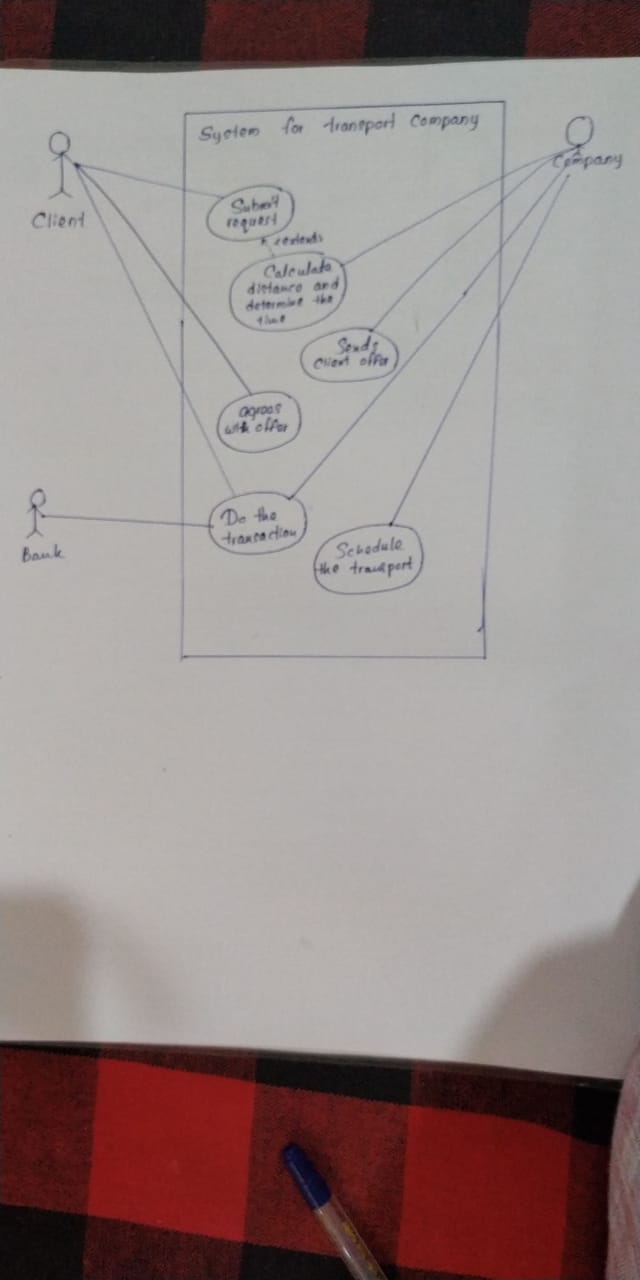 System for transport Company
Client
Company
Submit
request
extends
Calculate
distance and
determine the
time
Sends
Client offer
agrees
with offer
Do the
transaction
Bank
Schedule
the transport